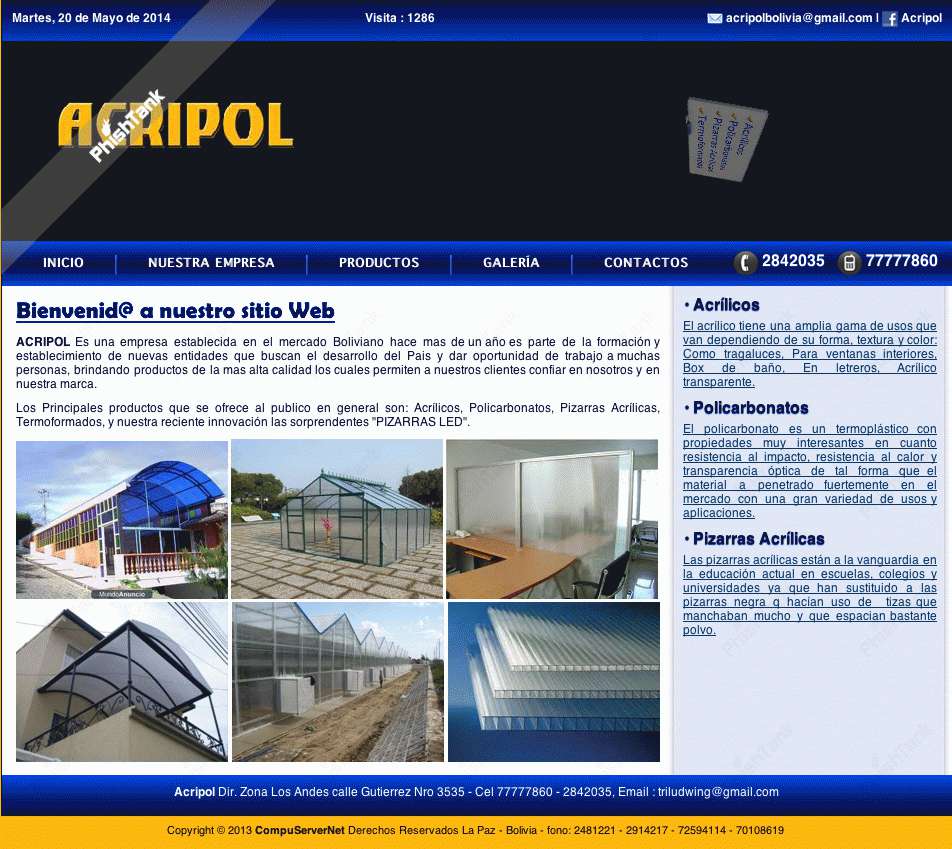 Martes, 20 de Mayo de 2014 Visita : 1286 acripolbolivia@gmail.com | Acripol
ACRIPOL
PhishTank
Acrílicos
Policarbonatos
Pizarras Acrílicas
Termoformados
INICIO NUESTRA EMPRESA PRODUCTOS GALERÍA CONTACTOS 2842035 77777860
Bienvenid@ a nuestro sitio Web
ACRIPOL Es una empresa establecida en el mercado Boliviano hace mas de un año es parte de la formación y
establecimiento de nuevas entidades que buscan el desarrollo del Pais y dar oportunidad de trabajo a muchas
personas, brindando productos de la mas alta calidad los cuales permiten a nuestros clientes confiar en nosotros y en
nuestra marca.
Los Principales productos que se ofrece al publico en general son: Acrílicos, Policarbonatos, Pizarras Acrílicas,
Termoformados, y nuestra reciente innovación las sorprendentes "PIZARRAS LED".
MundoAnuncio
• Acrílicos
El acrílico tiene una amplia gama de usos que
van dependiendo de su forma, textura y color:
Como tragaluces, Para ventanas interiores,
Box de baño, En letreros, Acrílico
transparente.
• Policarbonatos
El policarbonato es un termoplástico con
propiedades muy interesantes en cuanto
resistencia al impacto, resistencia al calor y
transparencia óptica de tal forma que el
material a penetrado fuertemente en el
mercado con una gran variedad de usos y
aplicaciones.
• Pizarras Acrílicas
Las pizarras acrílicas están a la vanguardia en
la educación actual en escuelas, colegios y
universidades ya que han sustituido a las
pizarras negra q hacían uso de tizas que
manchaban mucho y que espacian bastante
polvo.
Acripol Dir. Zona Los Andes calle Gutierrez Nro 3535 - Cel 77777860 - 2842035, Email : triludwing@gmail.com
Copyright © 2013 CompuServerNet Derechos Reservados La Paz - Bolivia - fono: 2481221 - 2914217 - 72594114 - 70108619